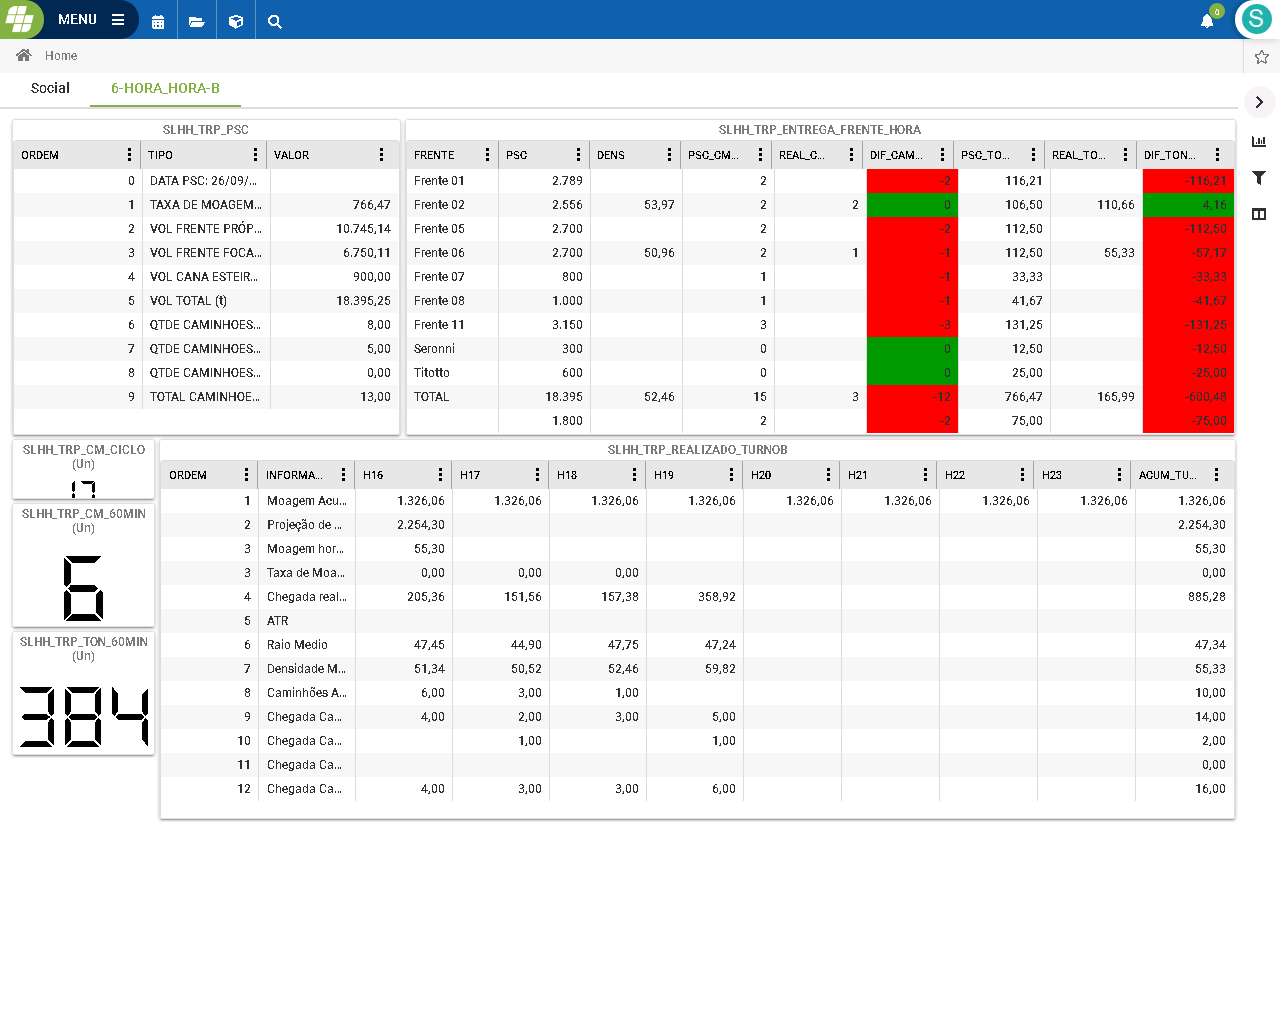 MENU
0
S
Home
Social
6-HORA_HORA-B
SLHH_TRP_PSC
ORDEM TIPO VALOR
0 DATA PSC: 26/09/...
1 TAXA DE MOAGEM... 766,47
2 VOL FRENTE PRÓP... 10.745,14
3 VOL FRENTE FOCA... 6.750,11
4 VOL CANA ESTEIR... 900,00
5 VOL TOTAL (t) 18.395,25
6 QTDE CAMINHOES... 8,00
7 QTDE CAMINHOES... 5,00
8 QTDE CAMINHOES... 0,00
9 TOTAL CAMINHOE... 13,00
SLHH_TRP_ENTREGA_FRENTE_HORA
FRENTE PSC DENS PSC_CM... REAL_C... DIF_CAM... PSC_TO... REAL_TO... DIF_TON...
Frente 01 2.789 2 -2 116,21 -116,21
Frente 02 2.556 53,97 2 2 0 106,50 110,66 4,16
Frente 05 2.700 2 -2 112,50 -112,50
Frente 06 2.700 50,96 2 1 -1 112,50 55,33 -57,17
Frente 07 800 1 -1 33,33 -33,33
Frente 08 1.000 1 -1 41,67 -41,67
Frente 11 3.150 3 -3 131,25 -131,25
Seronni 300 0 0 12,50 -12,50
Titotto 600 0 0 25,00 -25,00
TOTAL 18.395 52,46 15 3 -12 766,47 165,99 -600,48
1.800 2 -2 75,00 -75,00
SLHH_TRP_CM_CICLO
(Un)
17
SLHH_TRP_CM_60MIN
(Un)
6
SLHH_TRP_TON_60MIN
(Un)
384
SLHH_TRP_REALIZADO_TURNOB
ORDEM INFORMA... H16 H17 H18 H19 H20 H21 H22 H23 ACUM_TU...
1 Moagem Acu... 1.326,06 1.326,06 1.326,06 1.326,06 1.326,06 1.326,06 1.326,06 1.326,06 1.326,06
2 Projeção de ... 2.254,30 2.254,30
3 Moagem hor... 55,30 55,30
3 Taxa de Moa... 0,00 0,00 0,00 0,00
4 Chegada real... 205,36 151,56 157,38 358,92 885,28
5 ATR
6 Raio Medio 47,45 44,90 47,75 47,24 47,34
7 Densidade M... 51,34 50,52 52,46 59,82 55,33
8 Caminhões A... 6,00 3,00 1,00 10,00
9 Chegada Ca... 4,00 2,00 3,00 5,00 14,00
10 Chegada Ca... 1,00 1,00 2,00
11 Chegada Ca... 0,00
12 Chegada Ca... 4,00 3,00 3,00 6,00 16,00